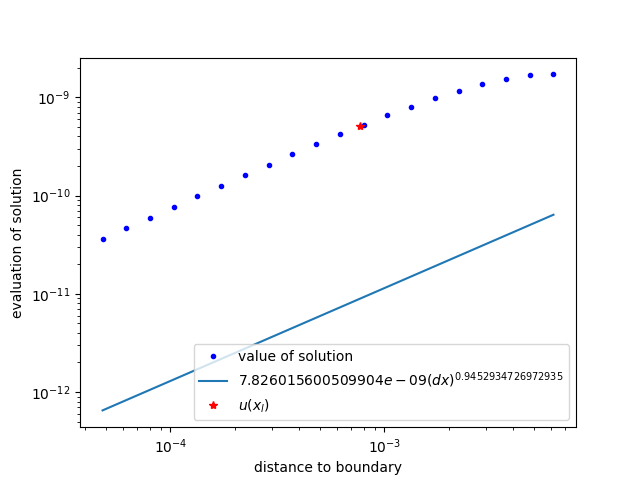 10^{-9}
10^{-10}
10^{-11}
10^{-12}
evaluation of solution
value of solution
7.826015600509904e − 09(dx)^{0.9452934726972935}
u(x_l)
10^{-4}
10^{-3}
distance to boundary